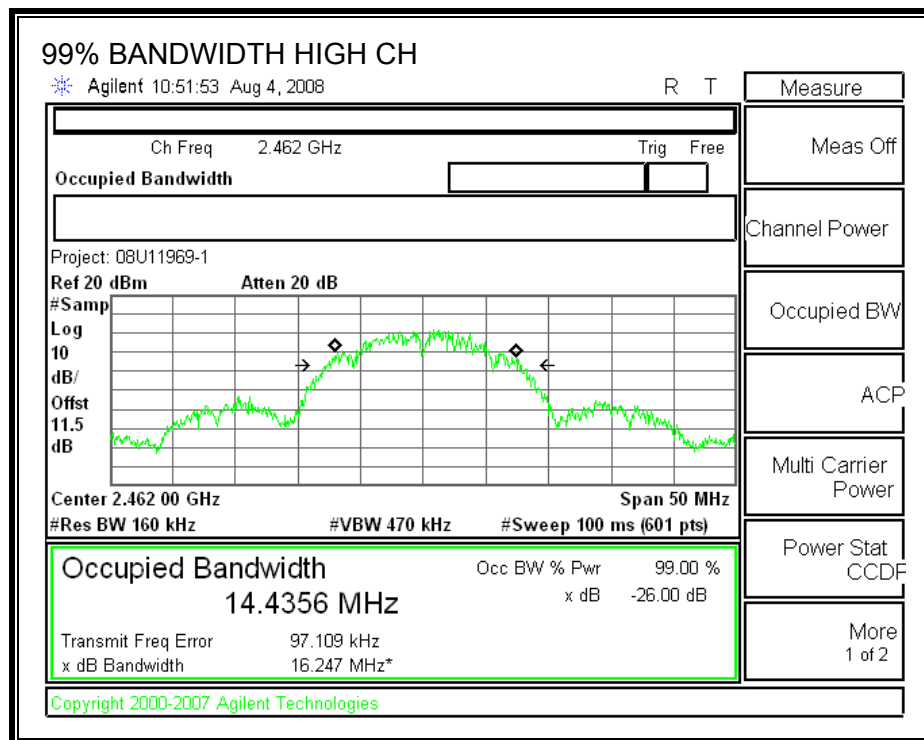 99% BANDWIDTH HIGH CH
Agilent 10:51:53 Aug 4, 2008 R T
Ch Freq 2.462 GHz Trig Free
Occupied Bandwidth
Project: 08U11969-1
Ref 20 dBm Atten 20 dB
#Samp
Log
10
dB/
Offst
11.5
dB
Center 2.462 00 GHz Span 50 MHz
#Res BW 160 kHz #VBW 470 kHz #Sweep 100 ms (601 pts)
Occupied Bandwidth Occ BW % Pwr 99.00 %
14.4356 MHz x dB -26.00 dB
Transmit Freq Error 97.109 kHz
x dB Bandwidth 16.247 MHz*
Copyright 2000-2007 Agilent Technologies
Measure
Meas Off
Channel Power
Occupied BW
ACP
Multi Carrier
Power
Power Stat
CCDF
More
1 of 2